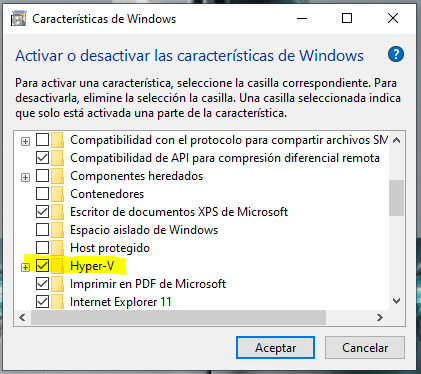 Características de Windows
Activar o desactivar las características de Windows
?
Para activar una característica, seleccione la casilla correspondiente. Para
desactivarla, elimine la selección la casilla. Una casilla seleccionada indica
que solo está activada una parte de la característica.
Compatibilidad con el protocolo para compartir archivos SM
Compatibilidad de API para compresión diferencial remota
Componentes heredados
Contenedores
Escritor de documentos XPS de Microsoft
Espacio aislado de Windows
Host protegido
Hyper-V
Imprimir en PDF de Microsoft
Internet Explorer 11
Aceptar
Cancelar